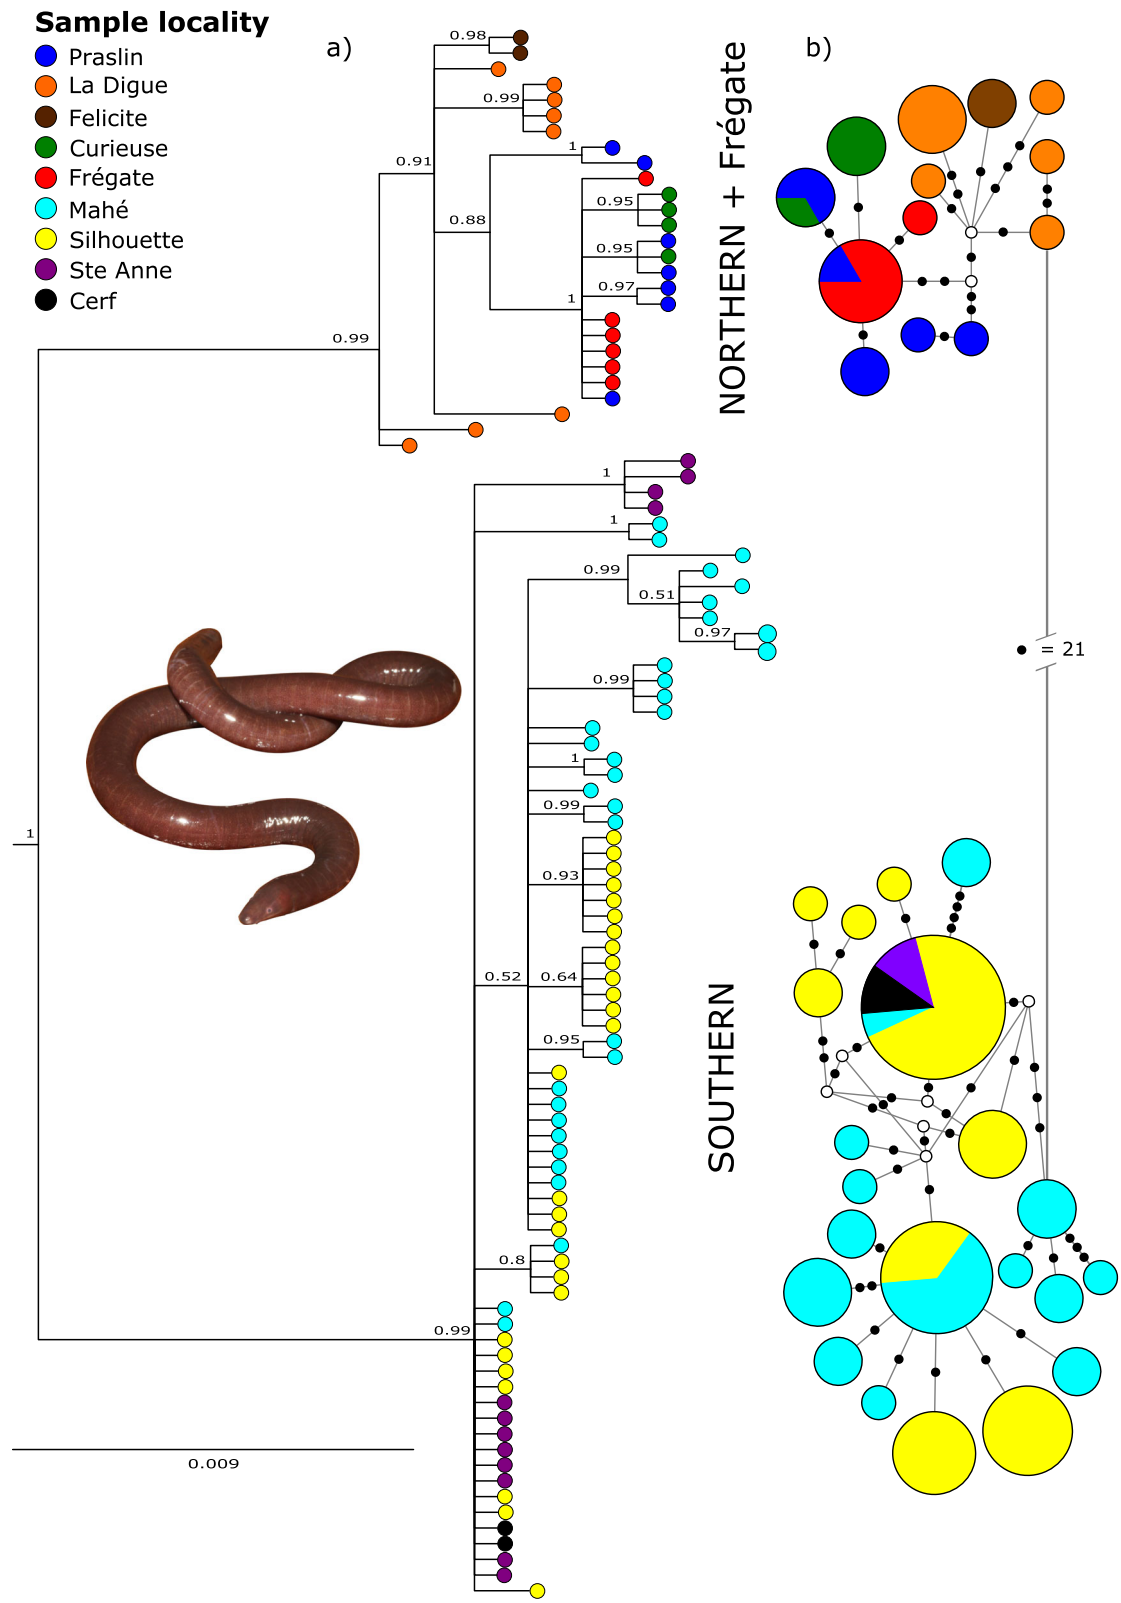 Sample locality
Praslin
La Digue
Felicite
Curieuse
Frégate
Mahé
Silhouette
Ste Anne
Cerf
a)
0.98
0.99
0.91
1
0.88
0.95
0.95
0.97
1
0.99
1
1
0.99
0.51
0.97
0.99
1
0.99
1
0.93
0.52
0.64
0.95
0.8
0.99
0.009
NORTHERN + Frégate
SOUTHERN
b)
= 21